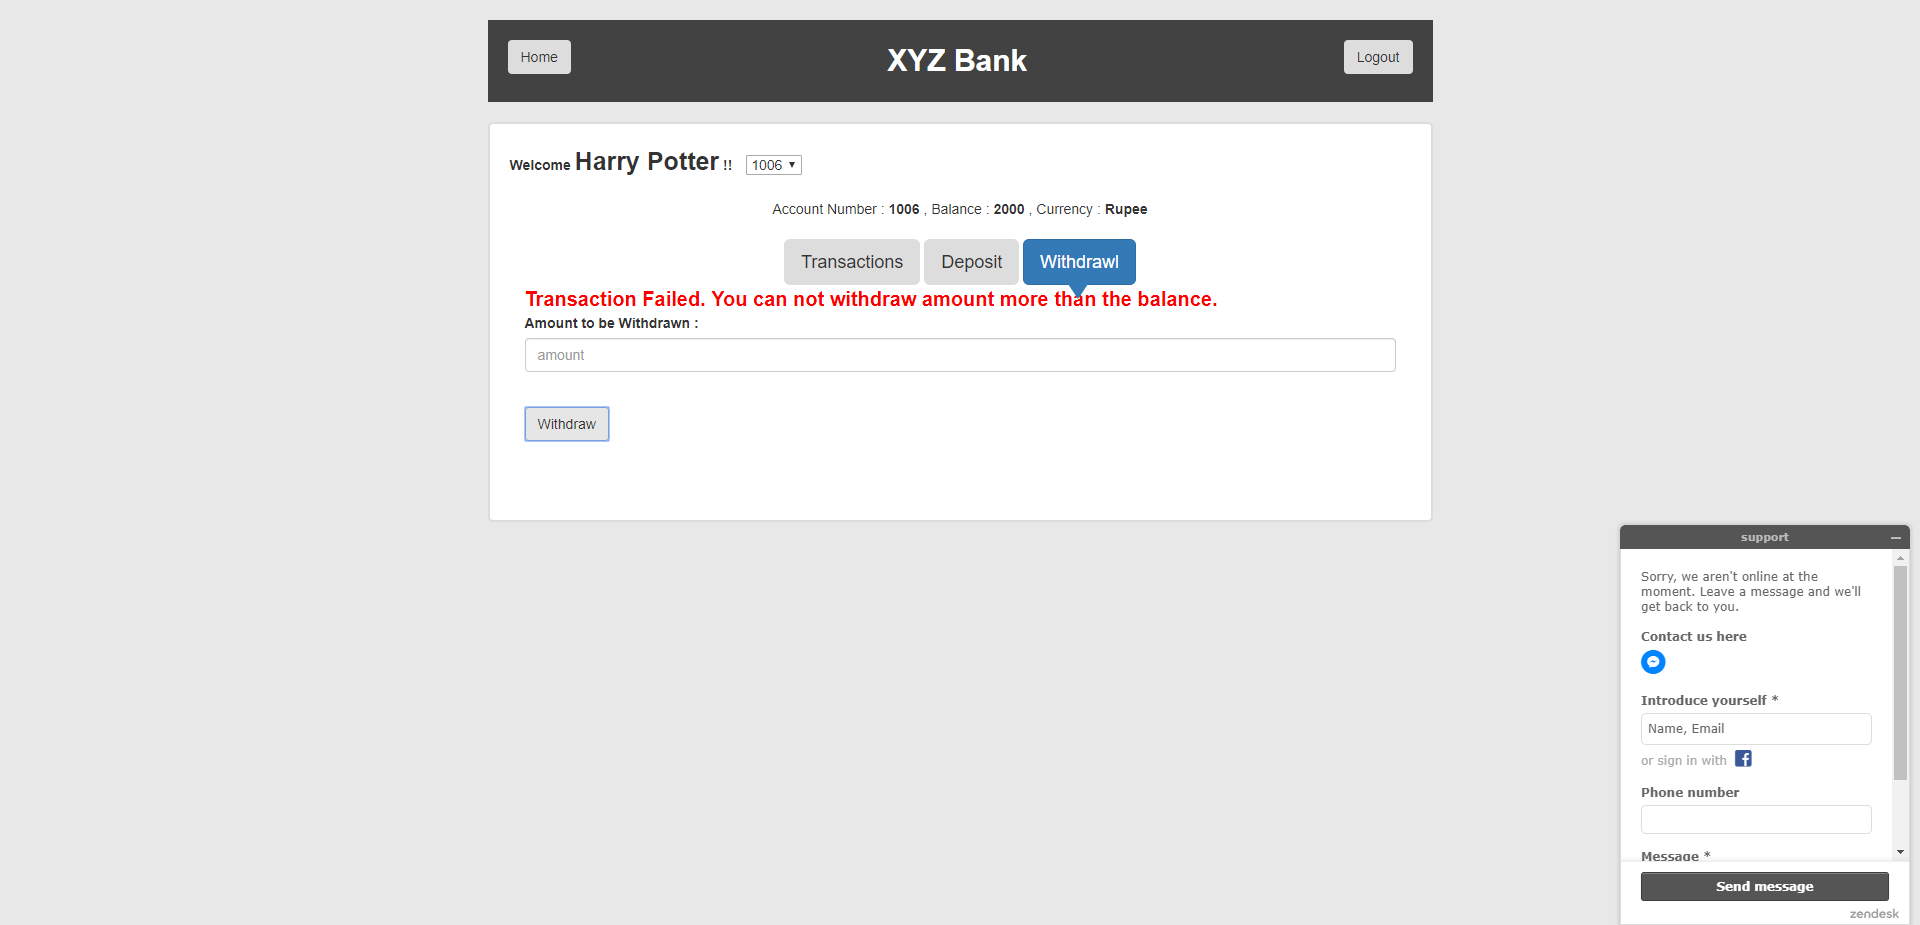 Home
XYZ Bank
Logout
Welcome Harry Potter !! 1006
Account Number : 1006 , Balance : 2000 , Currency : Rupee
Transactions
Deposit
Withdrawl
Transaction Failed. You can not withdraw amount more than the balance.
Amount to be Withdrawn :
amount
Withdraw
support
Sorry, we aren't online at the
moment. Leave a message and we'll
get back to you.
Contact us here
Introduce yourself *
Name, Email
or sign in with
Phone number
Message *
Send message
zendesk